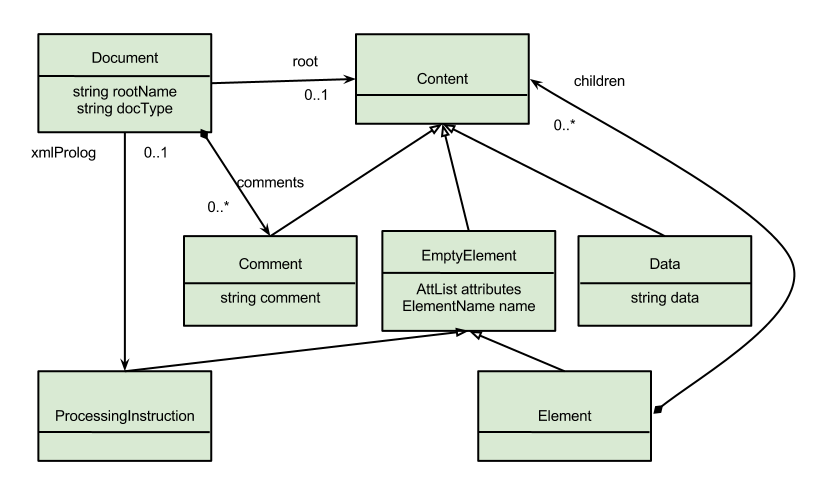 Document
string rootName
string docType
root
0..1
Content
children
0..*
xmlProlog
0..1
comments
0..*
Comment
string comment
EmptyElement
AttList attributes
ElementName name
Data
string data
ProcessingInstruction
Element